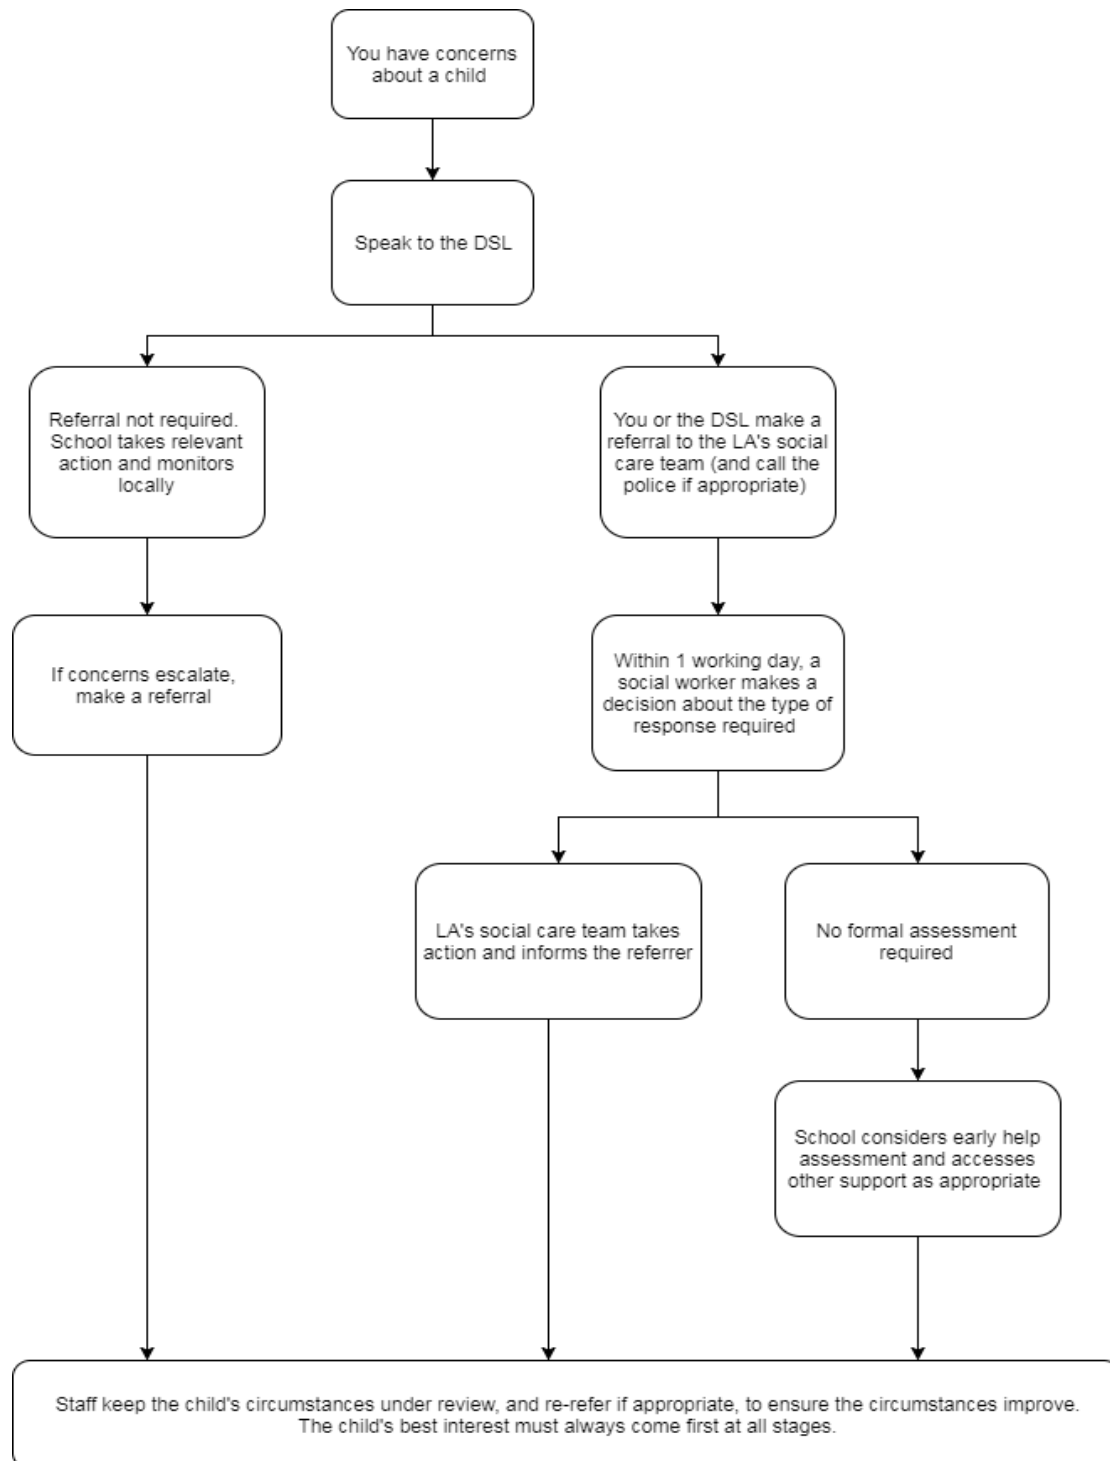 You have concerns
about a child
Speak to the DSL
Referral not required.
School takes relevant
action and monitors
locally
You or the DSL make a
referral to the LA's social
care team (and call the
police if appropriate)
If concerns escalate,
make a referral
Within 1 working day, a
social worker makes a
decision about the type of
response required
LA's social care team takes
action and informs the referrer
No formal assessment
required
School considers early help
assessment and accesses
other support as appropriate
Staff keep the child's circumstances under review, and re-refer if appropriate, to ensure the circumstances improve.
The child's best interest must always come first at all stages.